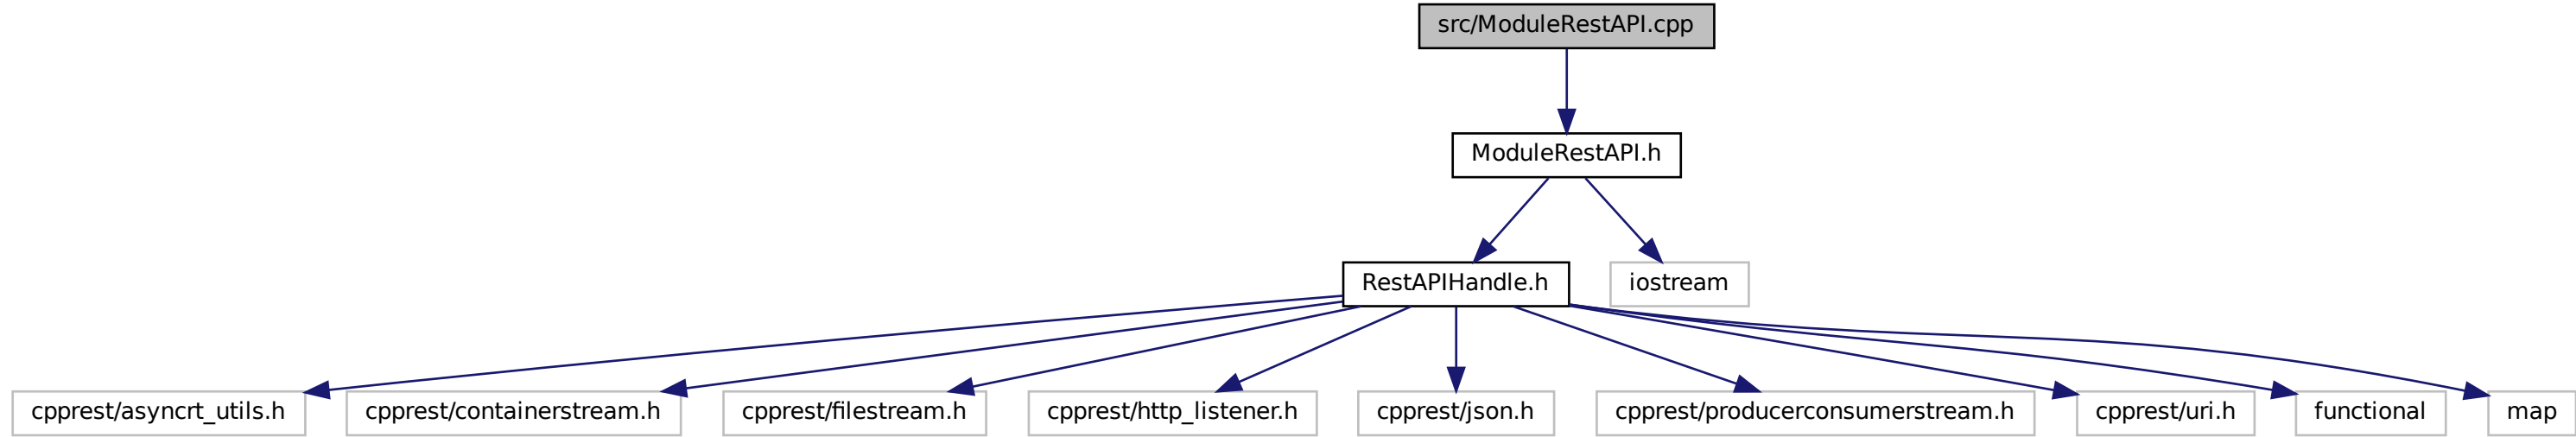 src/ModuleRestAPI.cpp
ModuleRestAPI.h
RestAPIHandle.h
iostream
cpprest/asyncrt_utils.h
cpprest/containerstream.h
cpprest/filestream.h
cpprest/http_listener.h
cpprest/json.h
cpprest/producerconsumerstream.h
cpprest/uri.h
functional
map